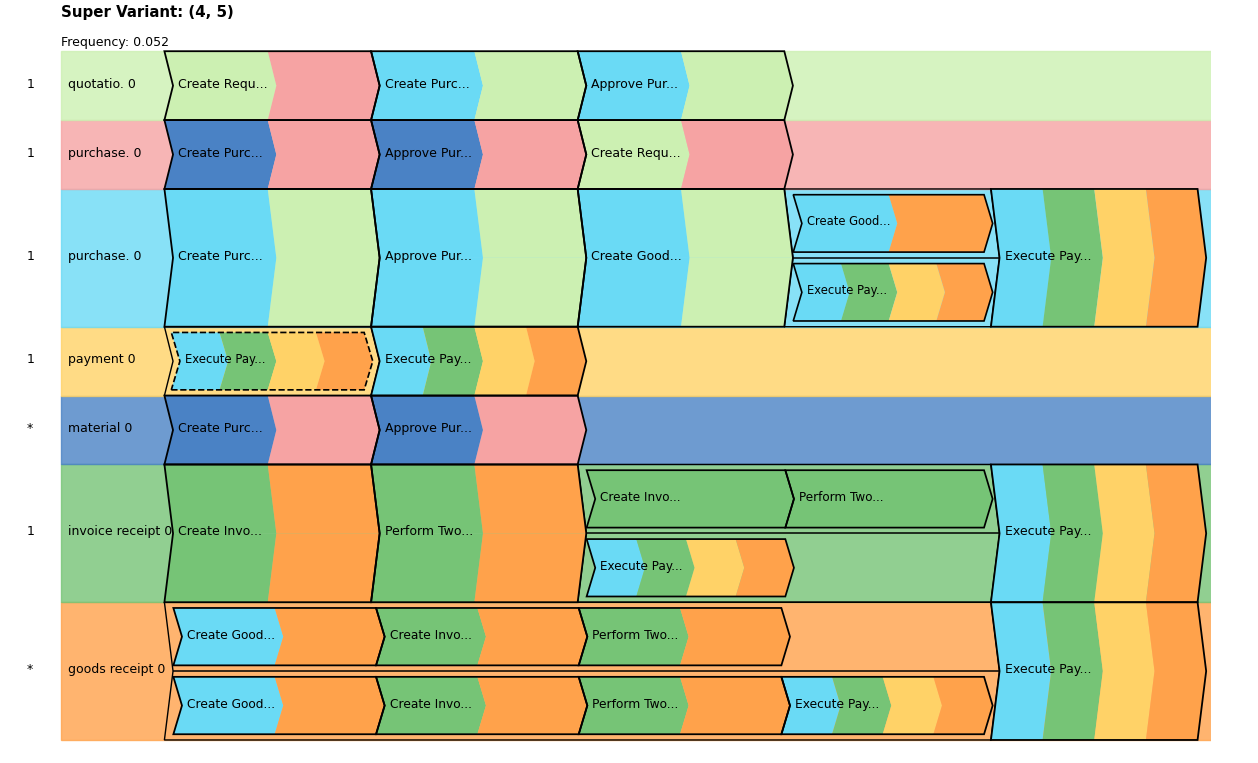 Super Variant: (4, 5)
Frequency: 0.052
1 quotatio. 0 Create Requ... Create Purc... Approve Pur...
1 purchase. 0 Create Purc... Approve Pur... Create Requ...
Create Good...
1 purchase. 0 Create Purc... Approve Pur... Create Good... Execute Pay...
Execute Pay...
1 payment 0 Execute Pay... Execute Pay...
* material 0 Create Purc... Approve Pur...
Create Invo... Perform Two...
1 invoice receipt 0 Create Invo... Perform Two... Execute Pay...
Execute Pay...
Create Good... Create Invo... Perform Two...
* goods receipt 0 Execute Pay...
Create Good... Create Invo... Perform Two... Execute Pay...